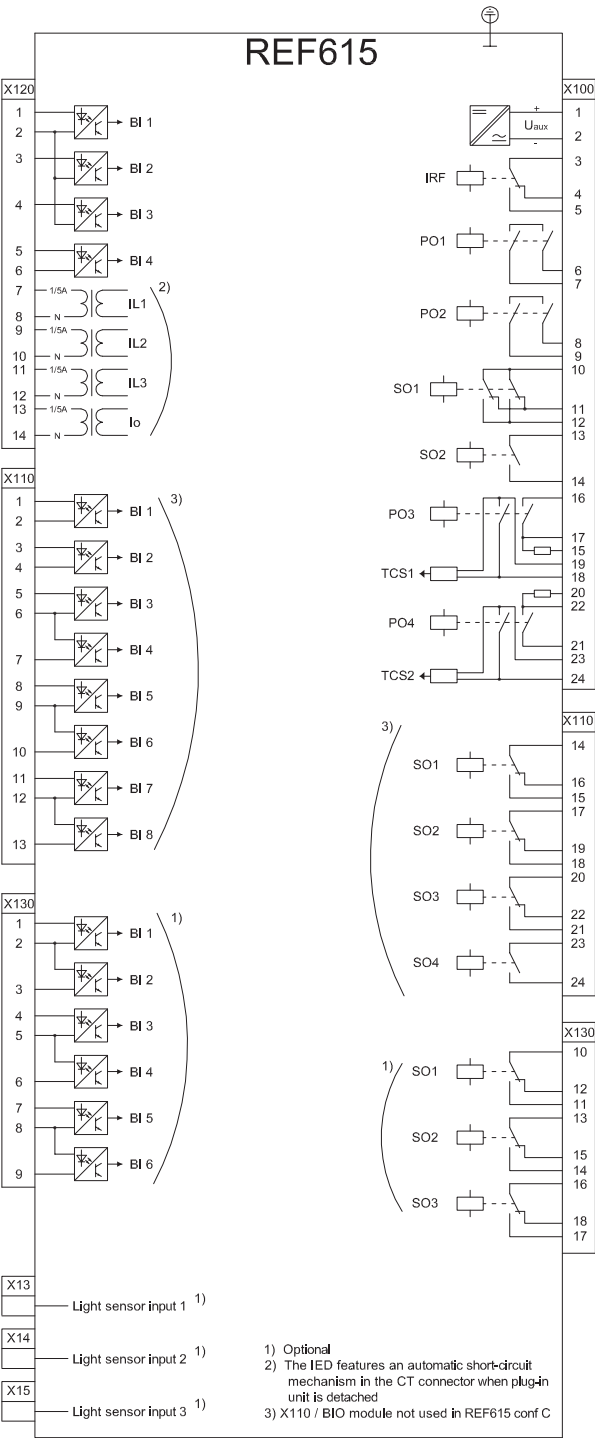 REF615
X120
1
2
BI 1
3
BI 2
4
BI 3
5
6
BI 4
7
1/5A
2)
8
N
IL1
9
1/5A
10
N
IL2
11
1/5A
12
N
IL3
13
1/5A
14
N
Io
X110
1
2
BI 1
3)
3
4
BI 2
5
6
BI 3
7
BI 4
8
9
BI 5
10
BI 6
11
12
BI 7
13
BI 8
X130
1
2
BI 1
1)
3
BI 2
4
5
BI 3
6
BI 4
7
8
BI 5
9
BI 6
X13
Light sensor input 1 1)
X14
Light sensor input 2 1)
X15
Light sensor input 3 1)
X100
+
Uaux
-
1
2
IRF
3
4
5
PO1
6
7
PO2
8
9
SO1
10
11
12
SO2
13
14
PO3
16
17
15
19
18
TCS1
20
22
PO4
21
23
TCS2
24
X110
3)
SO1
14
16
15
SO2
17
19
18
SO3
20
22
21
SO4
23
24
X130
1)
SO1
10
12
11
SO2
13
15
14
SO3
16
18
17
1) Optional
2) The IED features an automatic short-circuit
mechanism in the CT connector when plug-in
unit is detached
3) X110 / BIO module not used in REF615 conf C